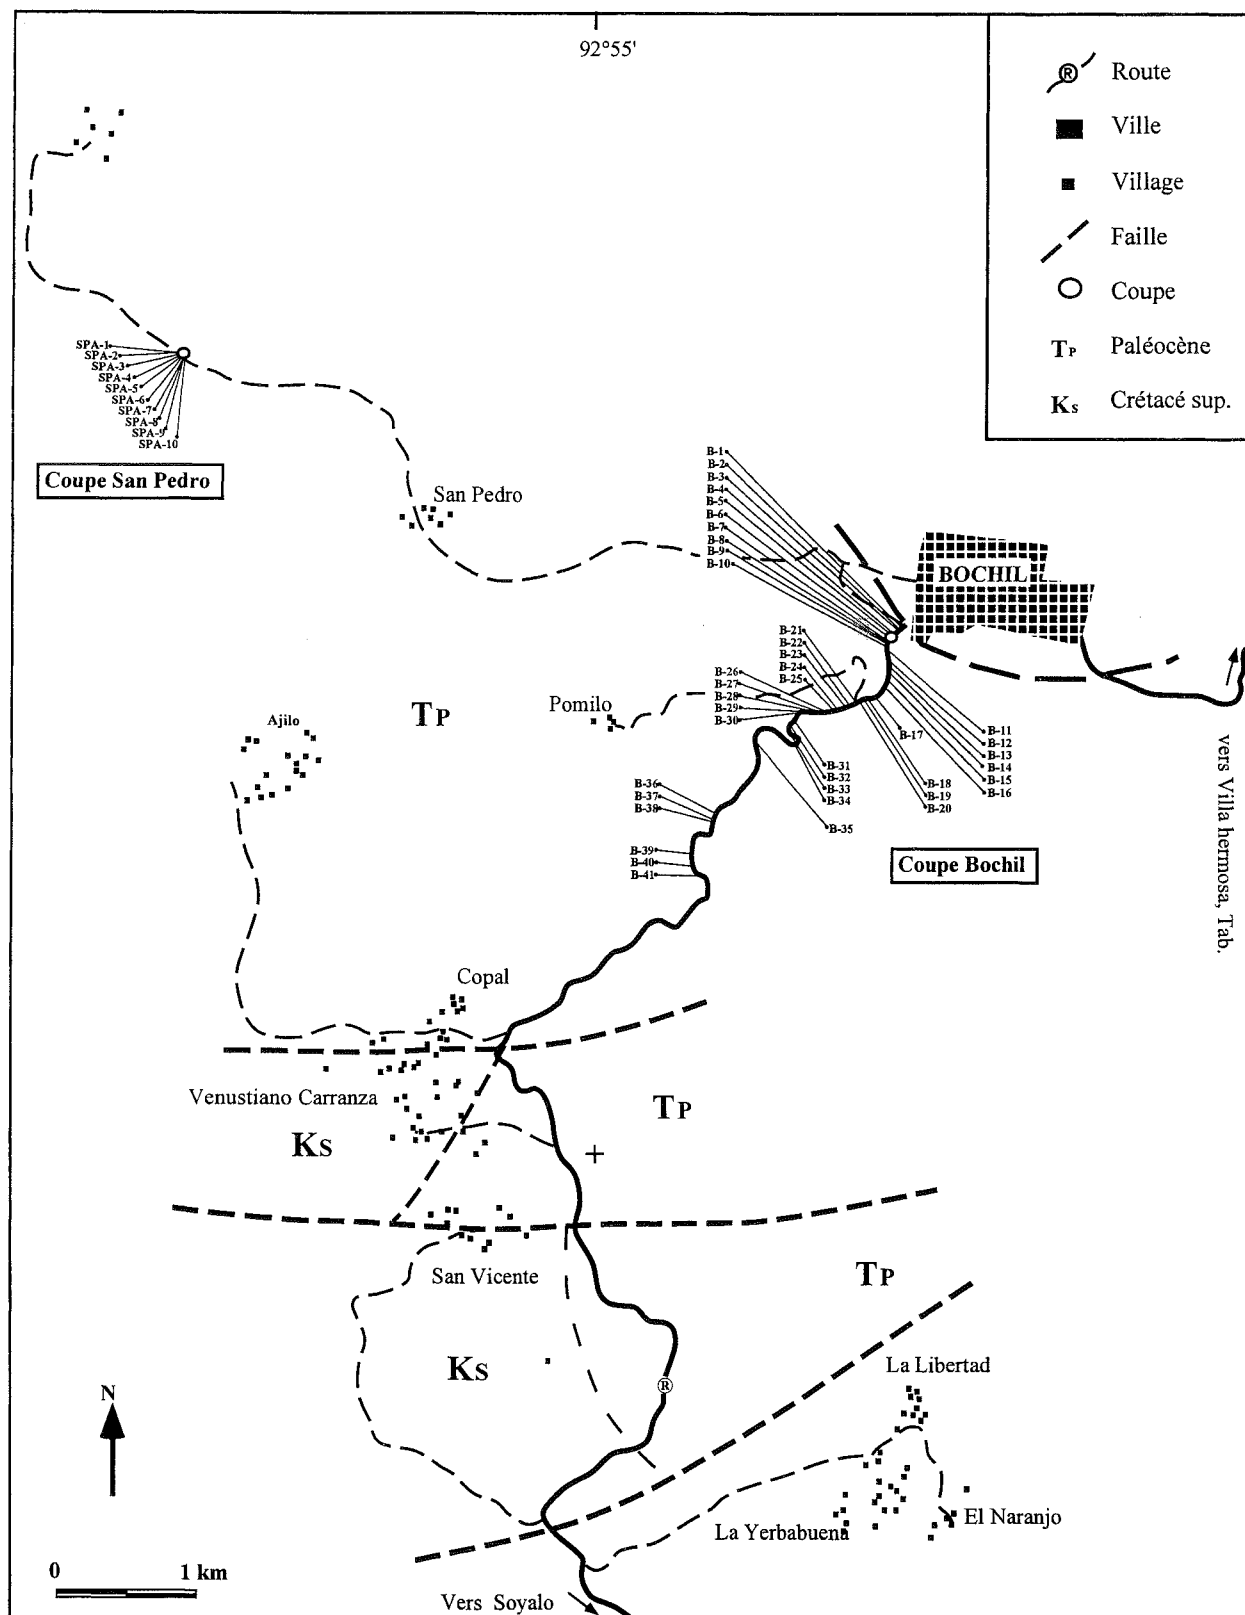 92°55'
R Route
Ville
Village
Faille
Coupe
TP Paléocène
Ks Crétacé sup.
SPA-1
SPA-2
SPA-3
SPA-4
SPA-5
SPA-6
SPA-7
SPA-8
SPA-9
SPA-10
Coupe San Pedro
San Pedro
B-1
B-2
B-3
B-4
B-5
B-6
B-7
B-8
B-9
B-10
BOCHIL
B-21
B-22
B-23
B-24
B-25
B-26
B-27
B-28
B-29
B-30
Pomilo
TP
Ajilo
B-11
B-12
B-13
B-14
B-15
B-16
B-17
B-18
B-19
B-20
B-31
B-32
B-33
B-34
B-35
B-36
B-37
B-38
B-39
B-40
B-41
Coupe Bochil
vers Villa hermosa, Tab.
Copal
Venustiano Carranza
TP
Ks
San Vicente
TP
Ks
La Libertad
R
N
La Yerbabuena
El Naranjo
0 1 km
Vers Soyalo